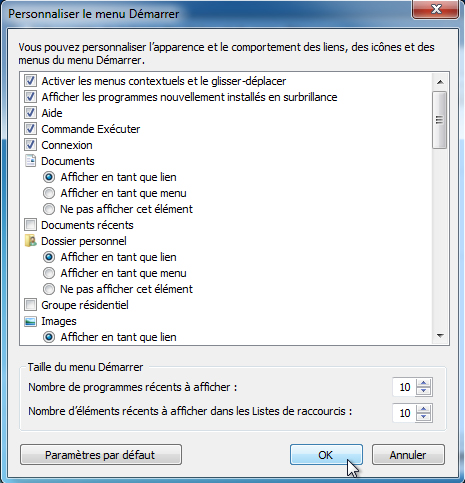 Personnaliser le menu Démarrer
Vous pouvez personnaliser l'apparence et le comportement des liens, des icônes et des
menus du menu Démarrer.
Activer les menus contextuels et le glisser-déplacer
Afficher les programmes nouvellement installés en surbrillance
Aide
Commande Exécuter
Connexion
Documents
Afficher en tant que lien
Afficher en tant que menu
Ne pas afficher cet élément
Documents récents
Dossier personnel
Afficher en tant que lien
Afficher en tant que menu
Ne pas afficher cet élément
Groupe résidentiel
Images
Afficher en tant que lien
Taille du menu Démarrer
Nombre de programmes récents à afficher : 10
Nombre d'éléments récents à afficher dans les Listes de raccourcis : 10
Paramètres par défaut OK Annuler